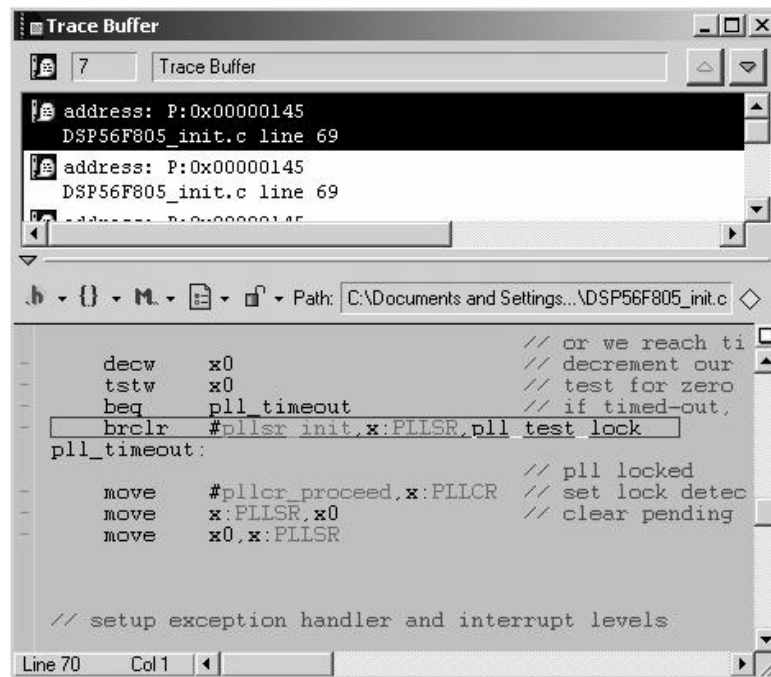 Trace Buffer
7 Trace Buffer
address: P:0x00000145
DSP56F805_init.c line 69
address: P:0x00000145
DSP56F805_init.c line 69
address: P:0x00000145
.h {} M. Path: C:\Documents and Settings...\DSP56F805_init.c
// or we reach ti
decw x0 // decrement our
tstw x0 // test for zero
beq pll_timeout // if timed-out,
brclr #pllsr_init,x:PLLSR,pll_test_lock
pll_timeout:
// pll locked
move #pllcr_proceed,x:PLLCR // set lock detec
move x:PLLSR,x0 // clear pending
move x0,x:PLLSR
// setup exception handler and interrupt levels
Line 70 Col 1